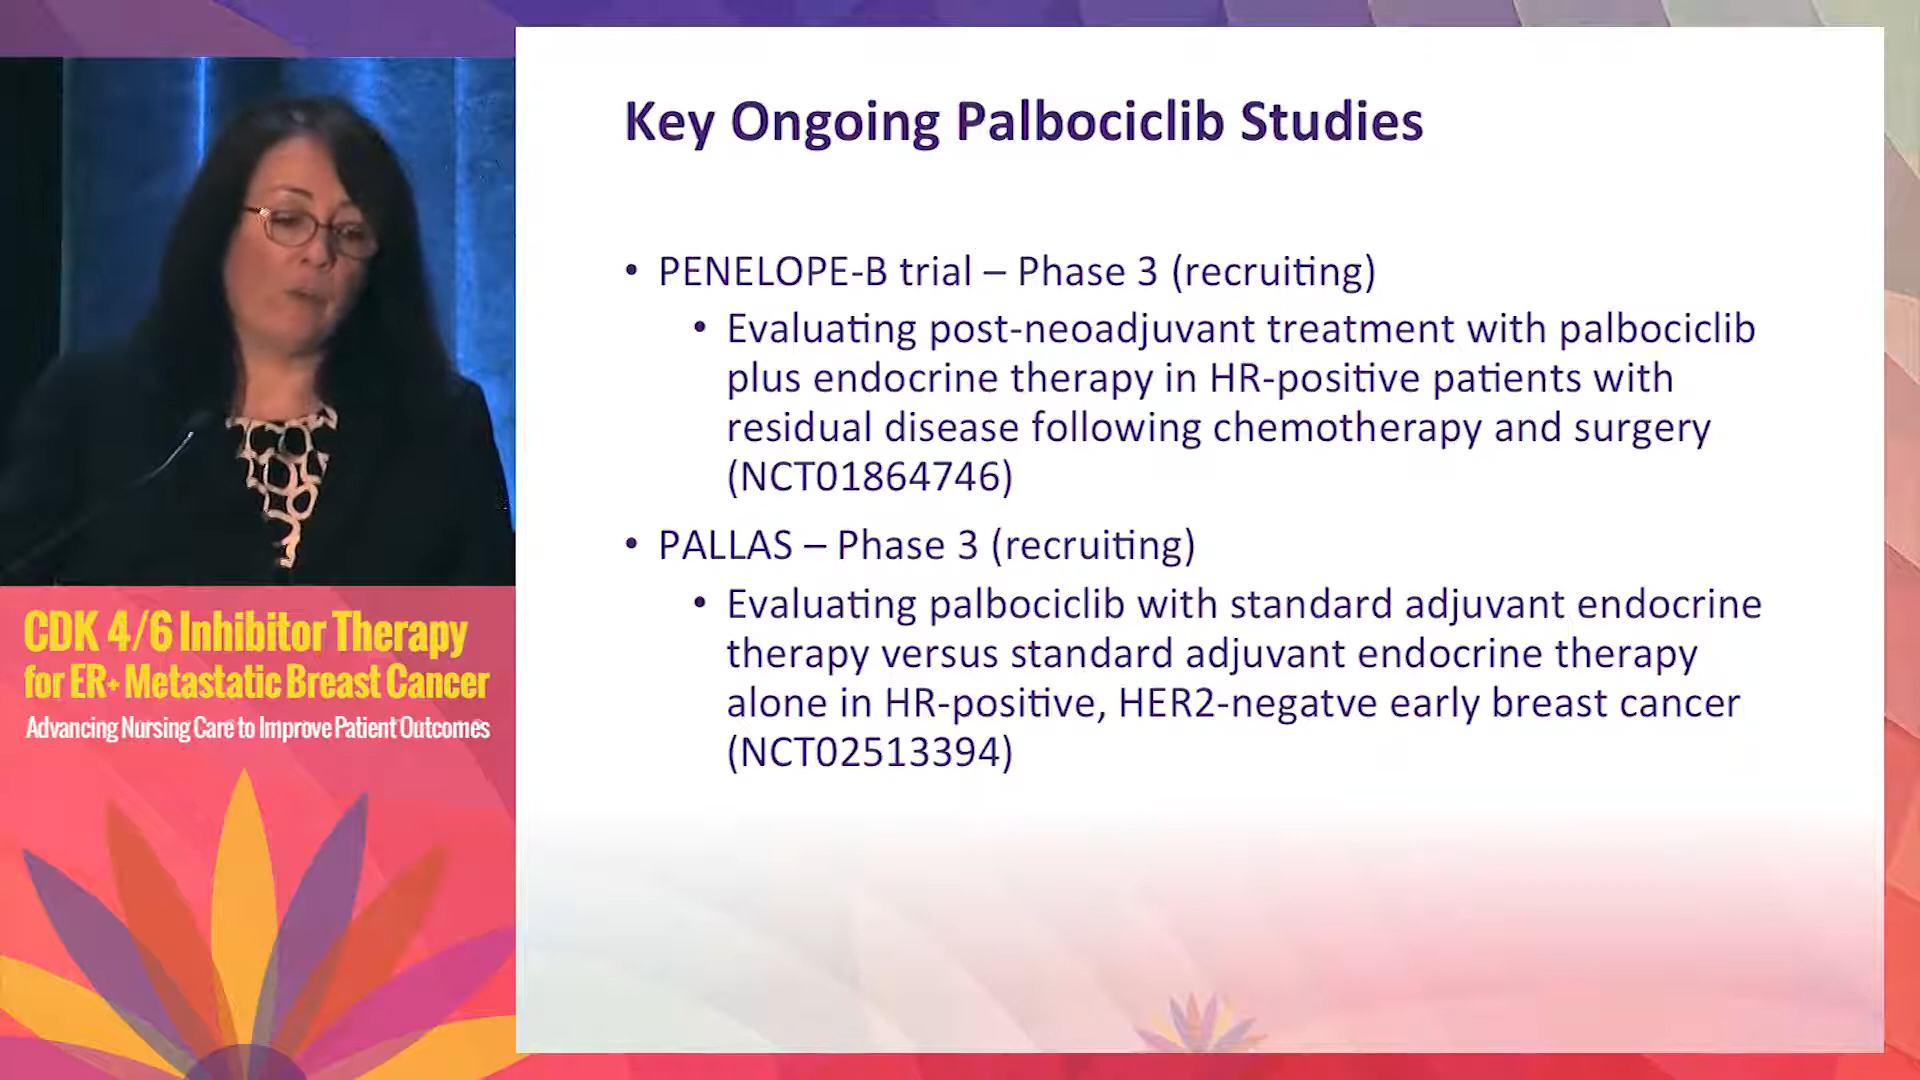 Key Ongoing Palbociclib Studies
• PENELOPE-B trial – Phase 3 (recruiting)
• Evaluating post-neoadjuvant treatment with palbociclib
plus endocrine therapy in HR-positive patients with
residual disease following chemotherapy and surgery
(NCT01864746)
• PALLAS – Phase 3 (recruiting)
• Evaluating palbociclib with standard adjuvant endocrine
therapy versus standard adjuvant endocrine therapy
alone in HR-positive, HER2-negatve early breast cancer
(NCT02513394)
CDK 4/6 Inhibitor Therapy
for ER+ Metastatic Breast Cancer
Advancing Nursing Care to Improve Patient Outcomes